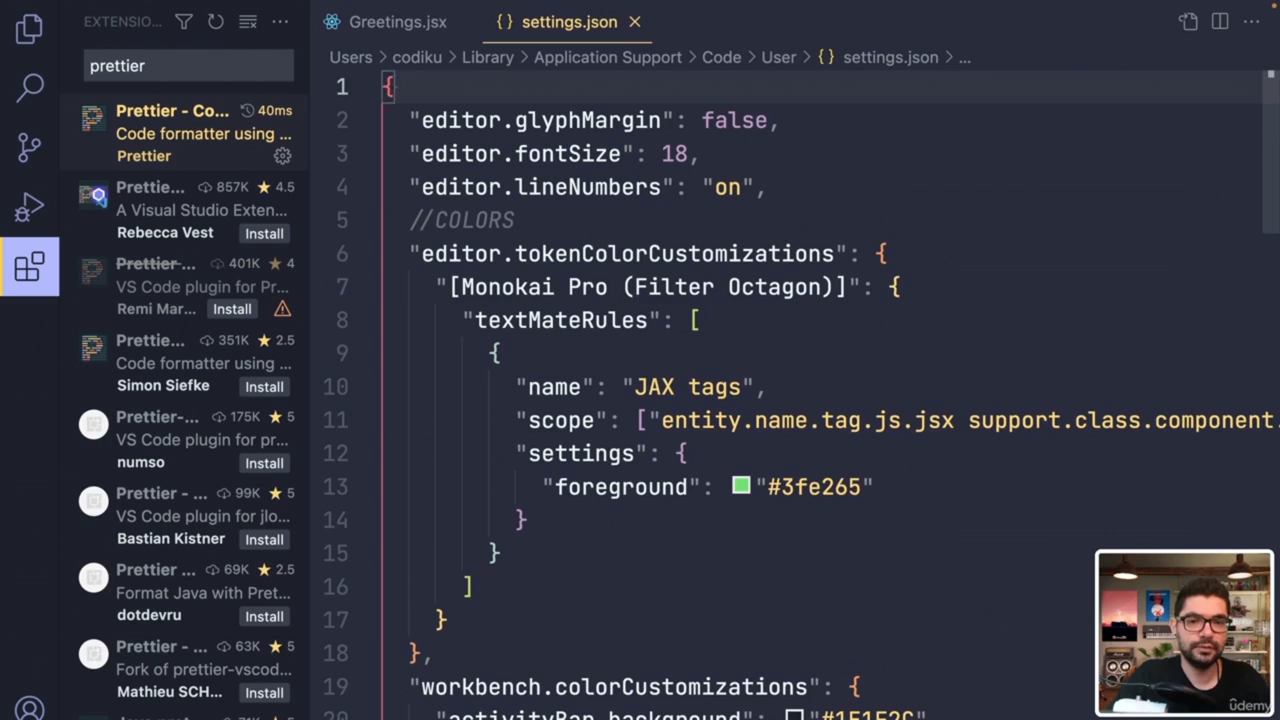 EXTENSIO...
prettier
Prettier - Co... 40ms
Code formatter using ...
Prettier
Prettie... 857K 4.5
A Visual Studio Exten...
Rebecca Vest Install
Prettier-... 401K 4
VS Code plugin for Pr...
Remi Mar... Install
Prettie... 351K 2.5
Code formatter using ...
Simon Siefke Install
Prettier-... 175K 5
VS Code plugin for pr...
numso Install
Prettier - ... 99K 5
VS Code plugin for jlo...
Bastian Kistner Install
Prettier ... 69K 2.5
Format Java with Pret...
dotdevru Install
Prettier - ... 63K 5
Fork of prettier-vscod...
Mathieu SCH... Install
Greetings.jsx {} settings.json
Users > codiku > Library > Application Support > Code > User > {} settings.json > ...
1 {
2 "editor.glyphMargin": false,
3 "editor.fontSize": 18,
4 "editor.lineNumbers": "on",
5 //COLORS
6 "editor.tokenColorCustomizations": {
7 "[Monokai Pro (Filter Octagon)]": {
8 "textMateRules": [
9 {
10 "name": "JAX tags",
11 "scope": ["entity.name.tag.js.jsx support.class.component.
12 "settings": {
13 "foreground": "#3fe265"
14 }
15 }
16 ]
17 }
18 },
19 "workbench.colorCustomizations": {
20 "activityBar.background": "#1F1F2C"
udemy